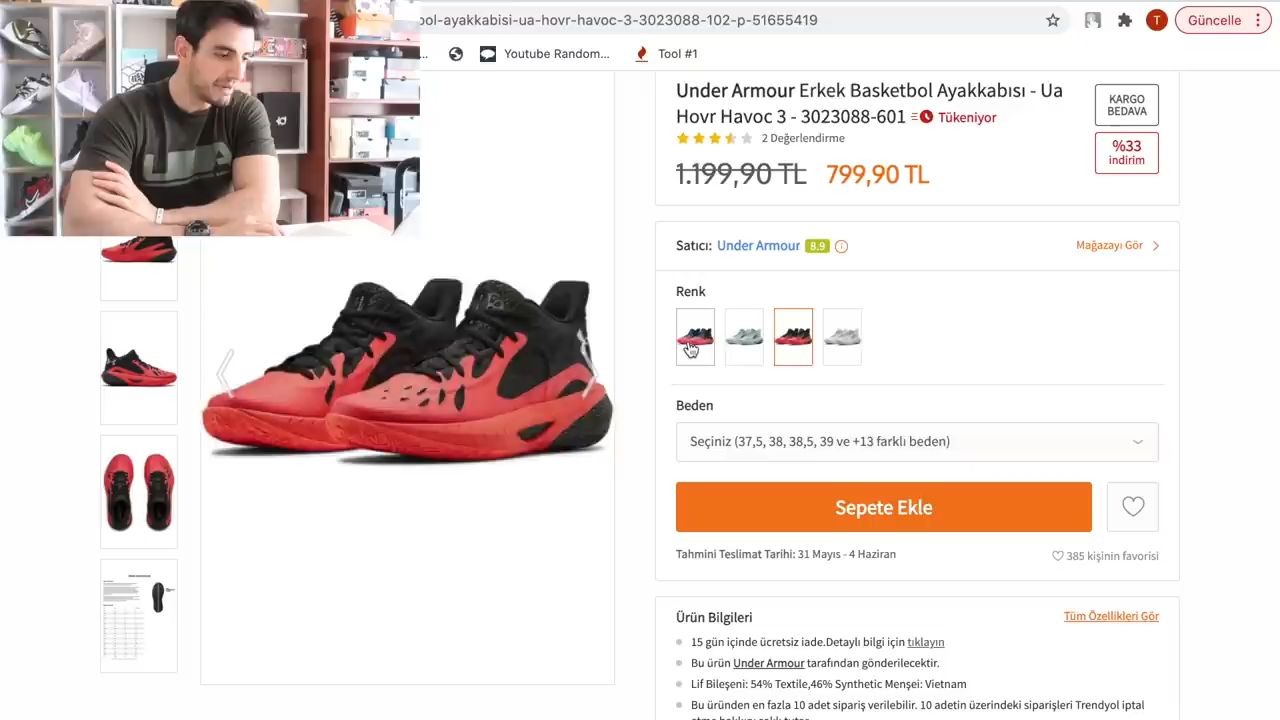 bol-ayakkabisi-ua-hovr-havoc-3-3023088-102-p-51655419
T
Güncelle
...
Youtube Random...
Tool #1
Under Armour Erkek Basketbol Ayakkabısı - Ua
Hovr Havoc 3 - 3023088-601 Tükeniyor
2 Değerlendirme
1.199,90 TL 799,90 TL
KARGO
BEDAVA
%33
indirim
Satıcı: Under Armour 8.9
Mağazayı Gör
Renk
Beden
Seçiniz (37,5, 38, 38,5, 39 ve +13 farklı beden)
Sepete Ekle
Tahmini Teslimat Tarihi: 31 Mayıs - 4 Haziran
385 kişinin favorisi
Ürün Bilgileri
Tüm Özellikleri Gör
15 gün içinde ücretsiz iade.Detaylı bilgi için tıklayın
Bu ürün Under Armour tarafından gönderilecektir.
Lif Bileşeni: 54% Textile,46% Synthetic Menşei: Vietnam
Bu üründen en fazla 10 adet sipariş verilebilir. 10 adetin üzerindeki siparişleri Trendyol iptal